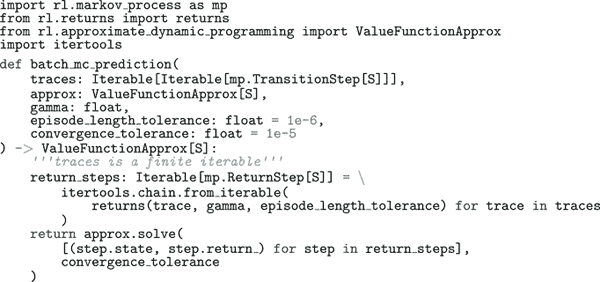 import rl.markov_process as mp
from rl.returns import returns
from rl.approximate_dynamic_programming import ValueFunctionApprox
import itertools
def batch_mc_prediction(
    traces: Iterable[Iterable[mp.TransitionStep[S]]],
    approx: ValueFunctionApprox[S],
    gamma: float,
    episode_length_tolerance: float = 1e-6,
    convergence_tolerance: float = 1e-5
) -> ValueFunctionApprox[S]:
    '''traces is a finite iterable'''
    return_steps: Iterable[mp.ReturnStep[S]] = \
        itertools.chain.from_iterable(
            returns(trace, gamma, episode_length_tolerance) for trace in traces
        )
    return approx.solve(
        [(step.state, step.return_) for step in return_steps],
        convergence_tolerance
    )